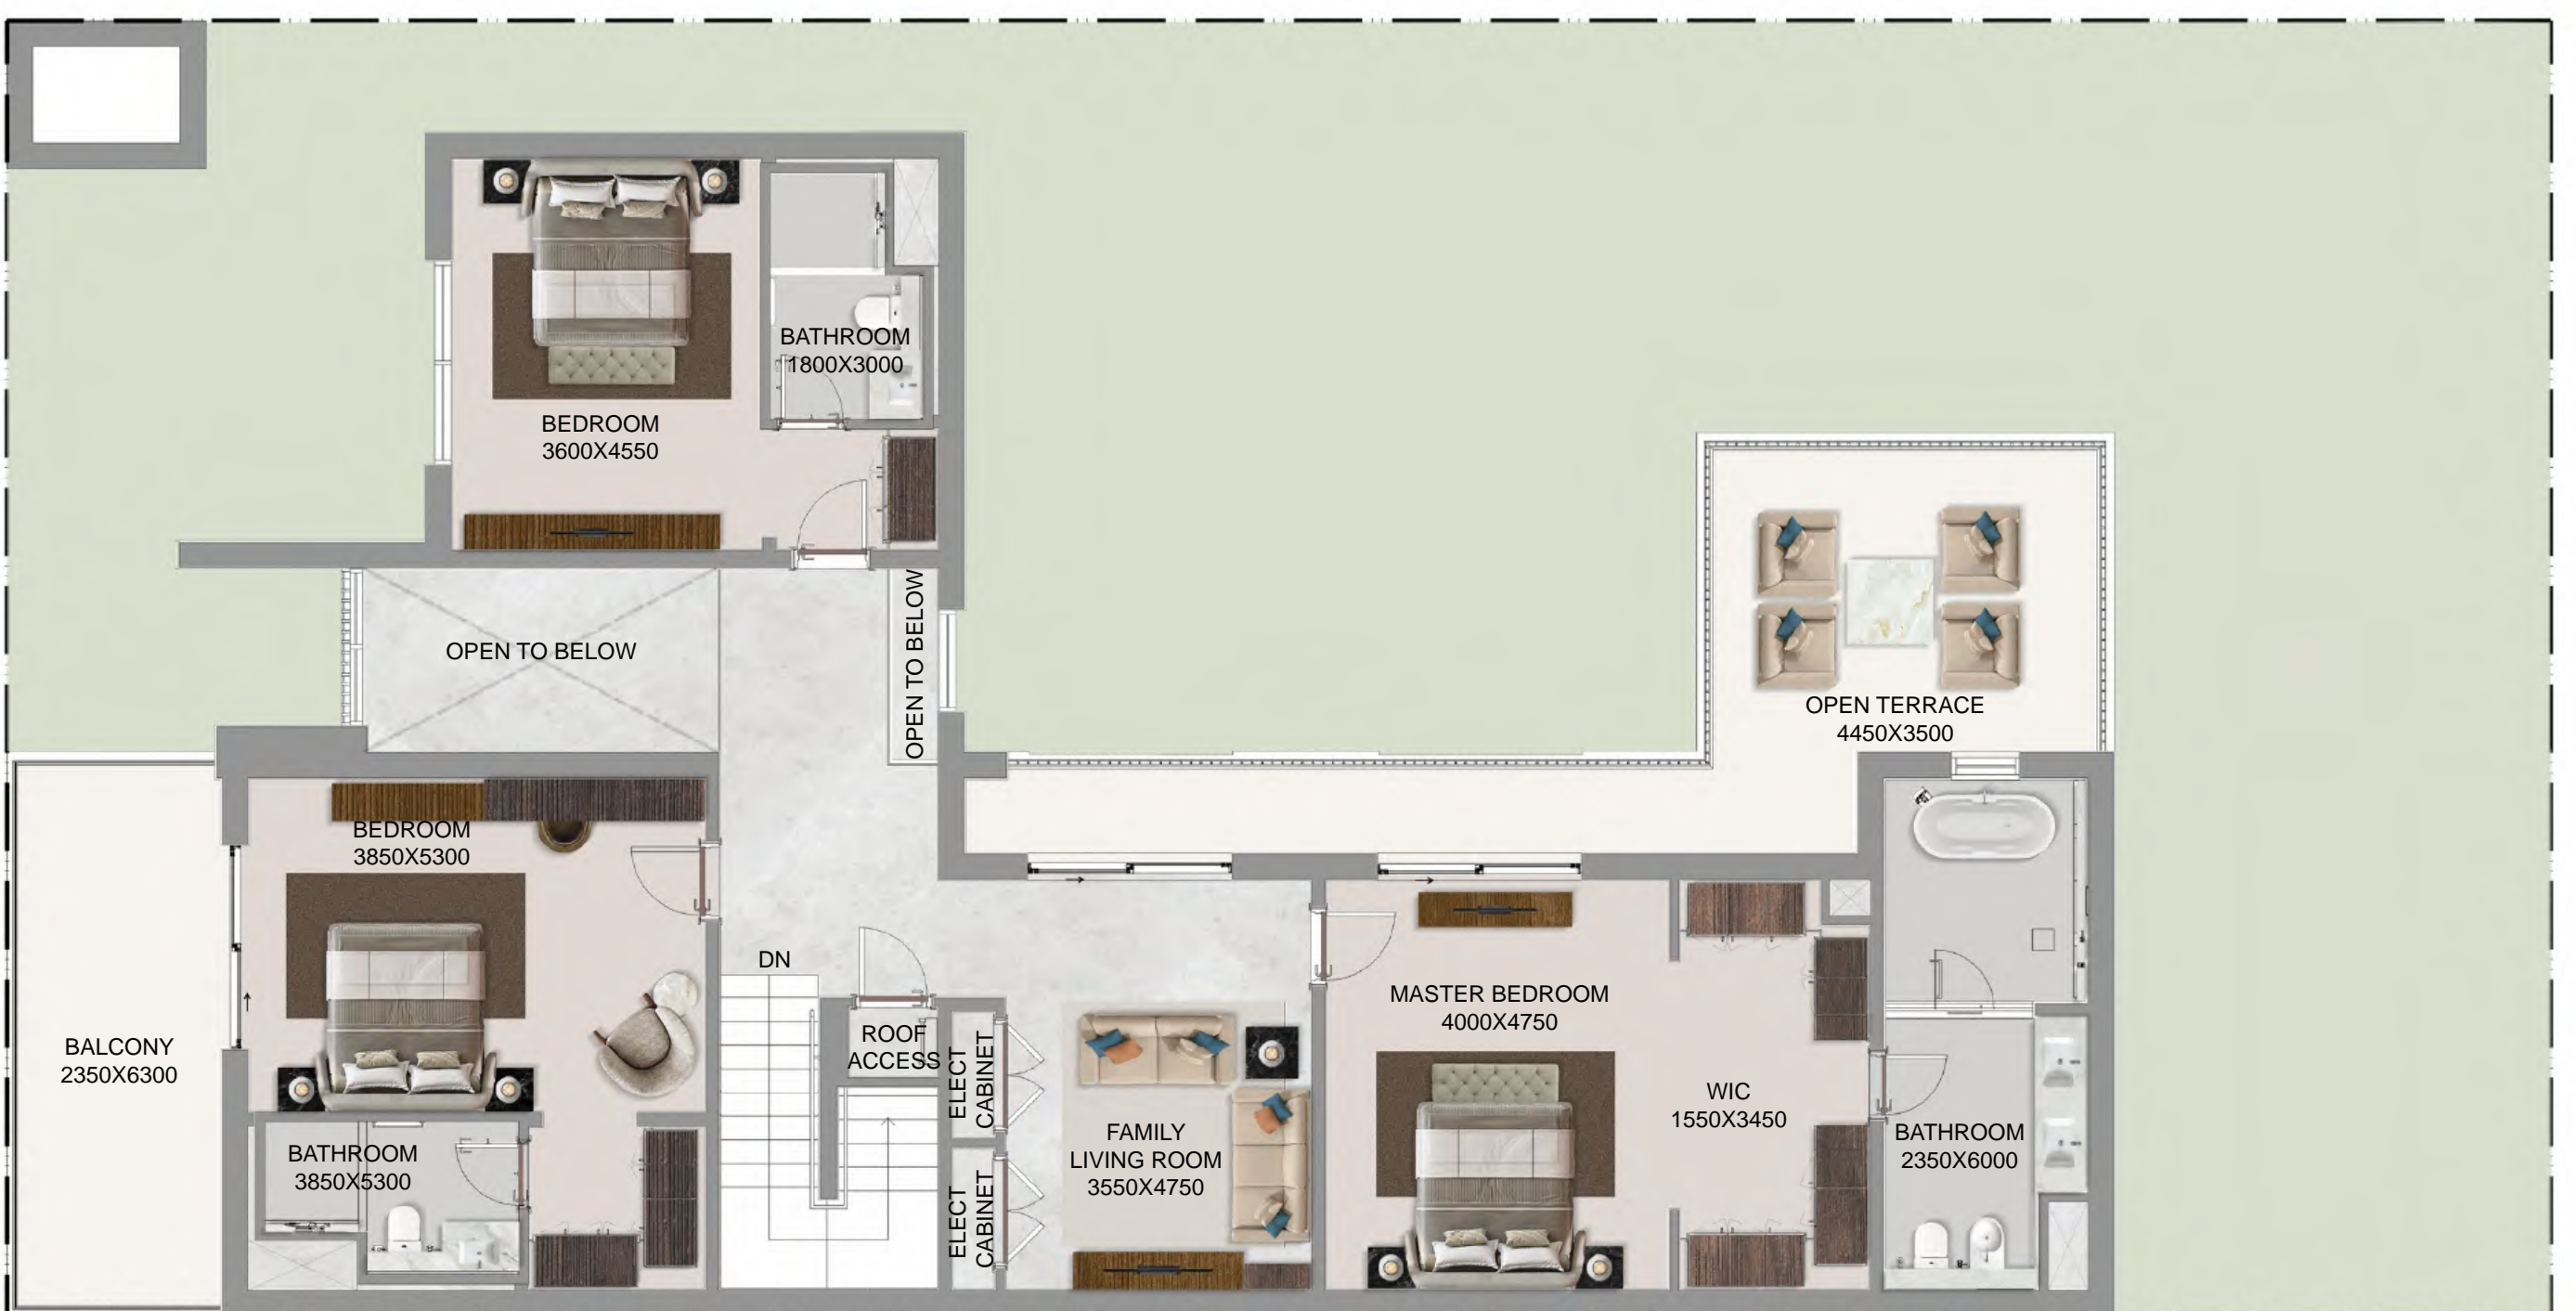 BATHROOM
1800X3000
BEDROOM
3600X4550
OPEN TO BELOW
OPEN TO BELOW
OPEN TERRACE
4450X3500
BEDROOM
3850X5300
DN
BALCONY
2350X6300
ROOF
ACCESS
ELECT
CABINET
MASTER BEDROOM
4000X4750
WIC
1550X3450
FAMILY
LIVING ROOM
3550X4750
BATHROOM
2350X6000
BATHROOM
3850X5300
ELECT
CABINET